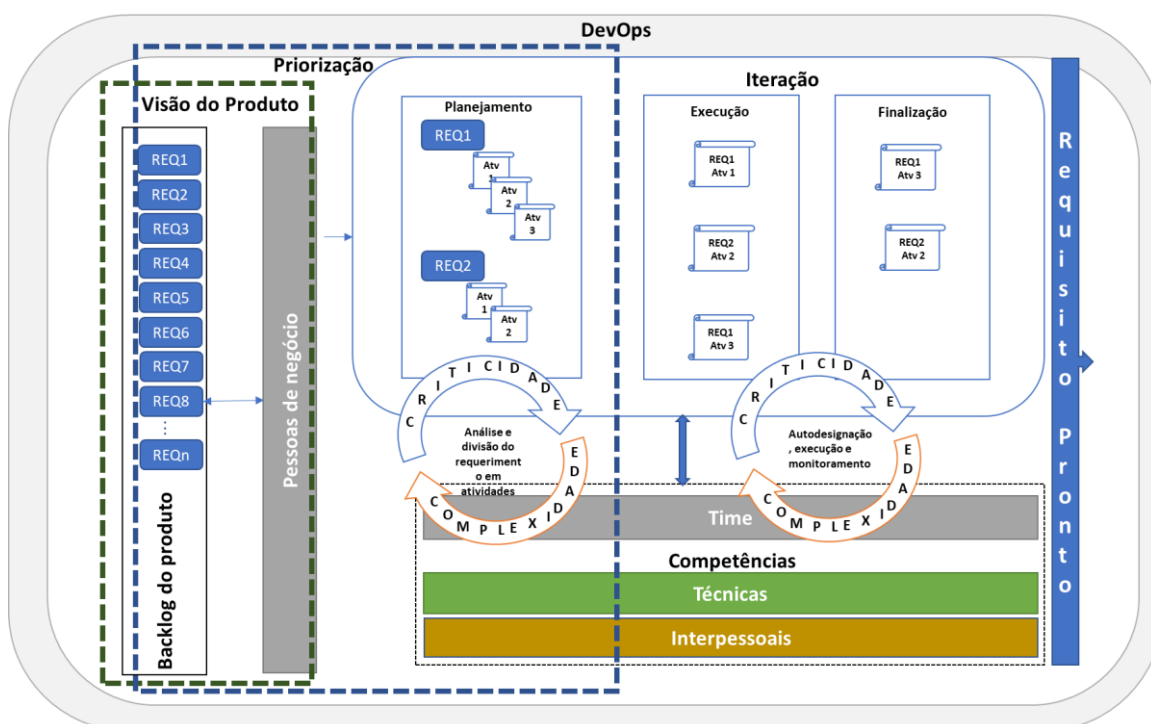 DevOps
Priorização
Visão do Produto
REQ1
REQ2
REQ3
REQ4
REQ5
REQ6
REQ7
REQ8
REQn
Backlog do produto
Pessoas de negócio
Iteração
Planejamento
REQ1
Atv
1
Atv
2
Atv
3
REQ2
Atv
1
Atv
2
Execução
REQ1
Atv 1
REQ2
Atv 2
REQ1
Atv 3
Finalização
REQ1
Atv 3
REQ2
Atv 2
CRITICIDADE
Análise e
divisão do
requeriment
o em
atividades
COMPLEXIDADE
CRITICIDADE
Autodesignação
, execução e
monitoramento
COMPLEXIDADE
Time
Competências
Técnicas
Interpessoais
Requisito Pronto